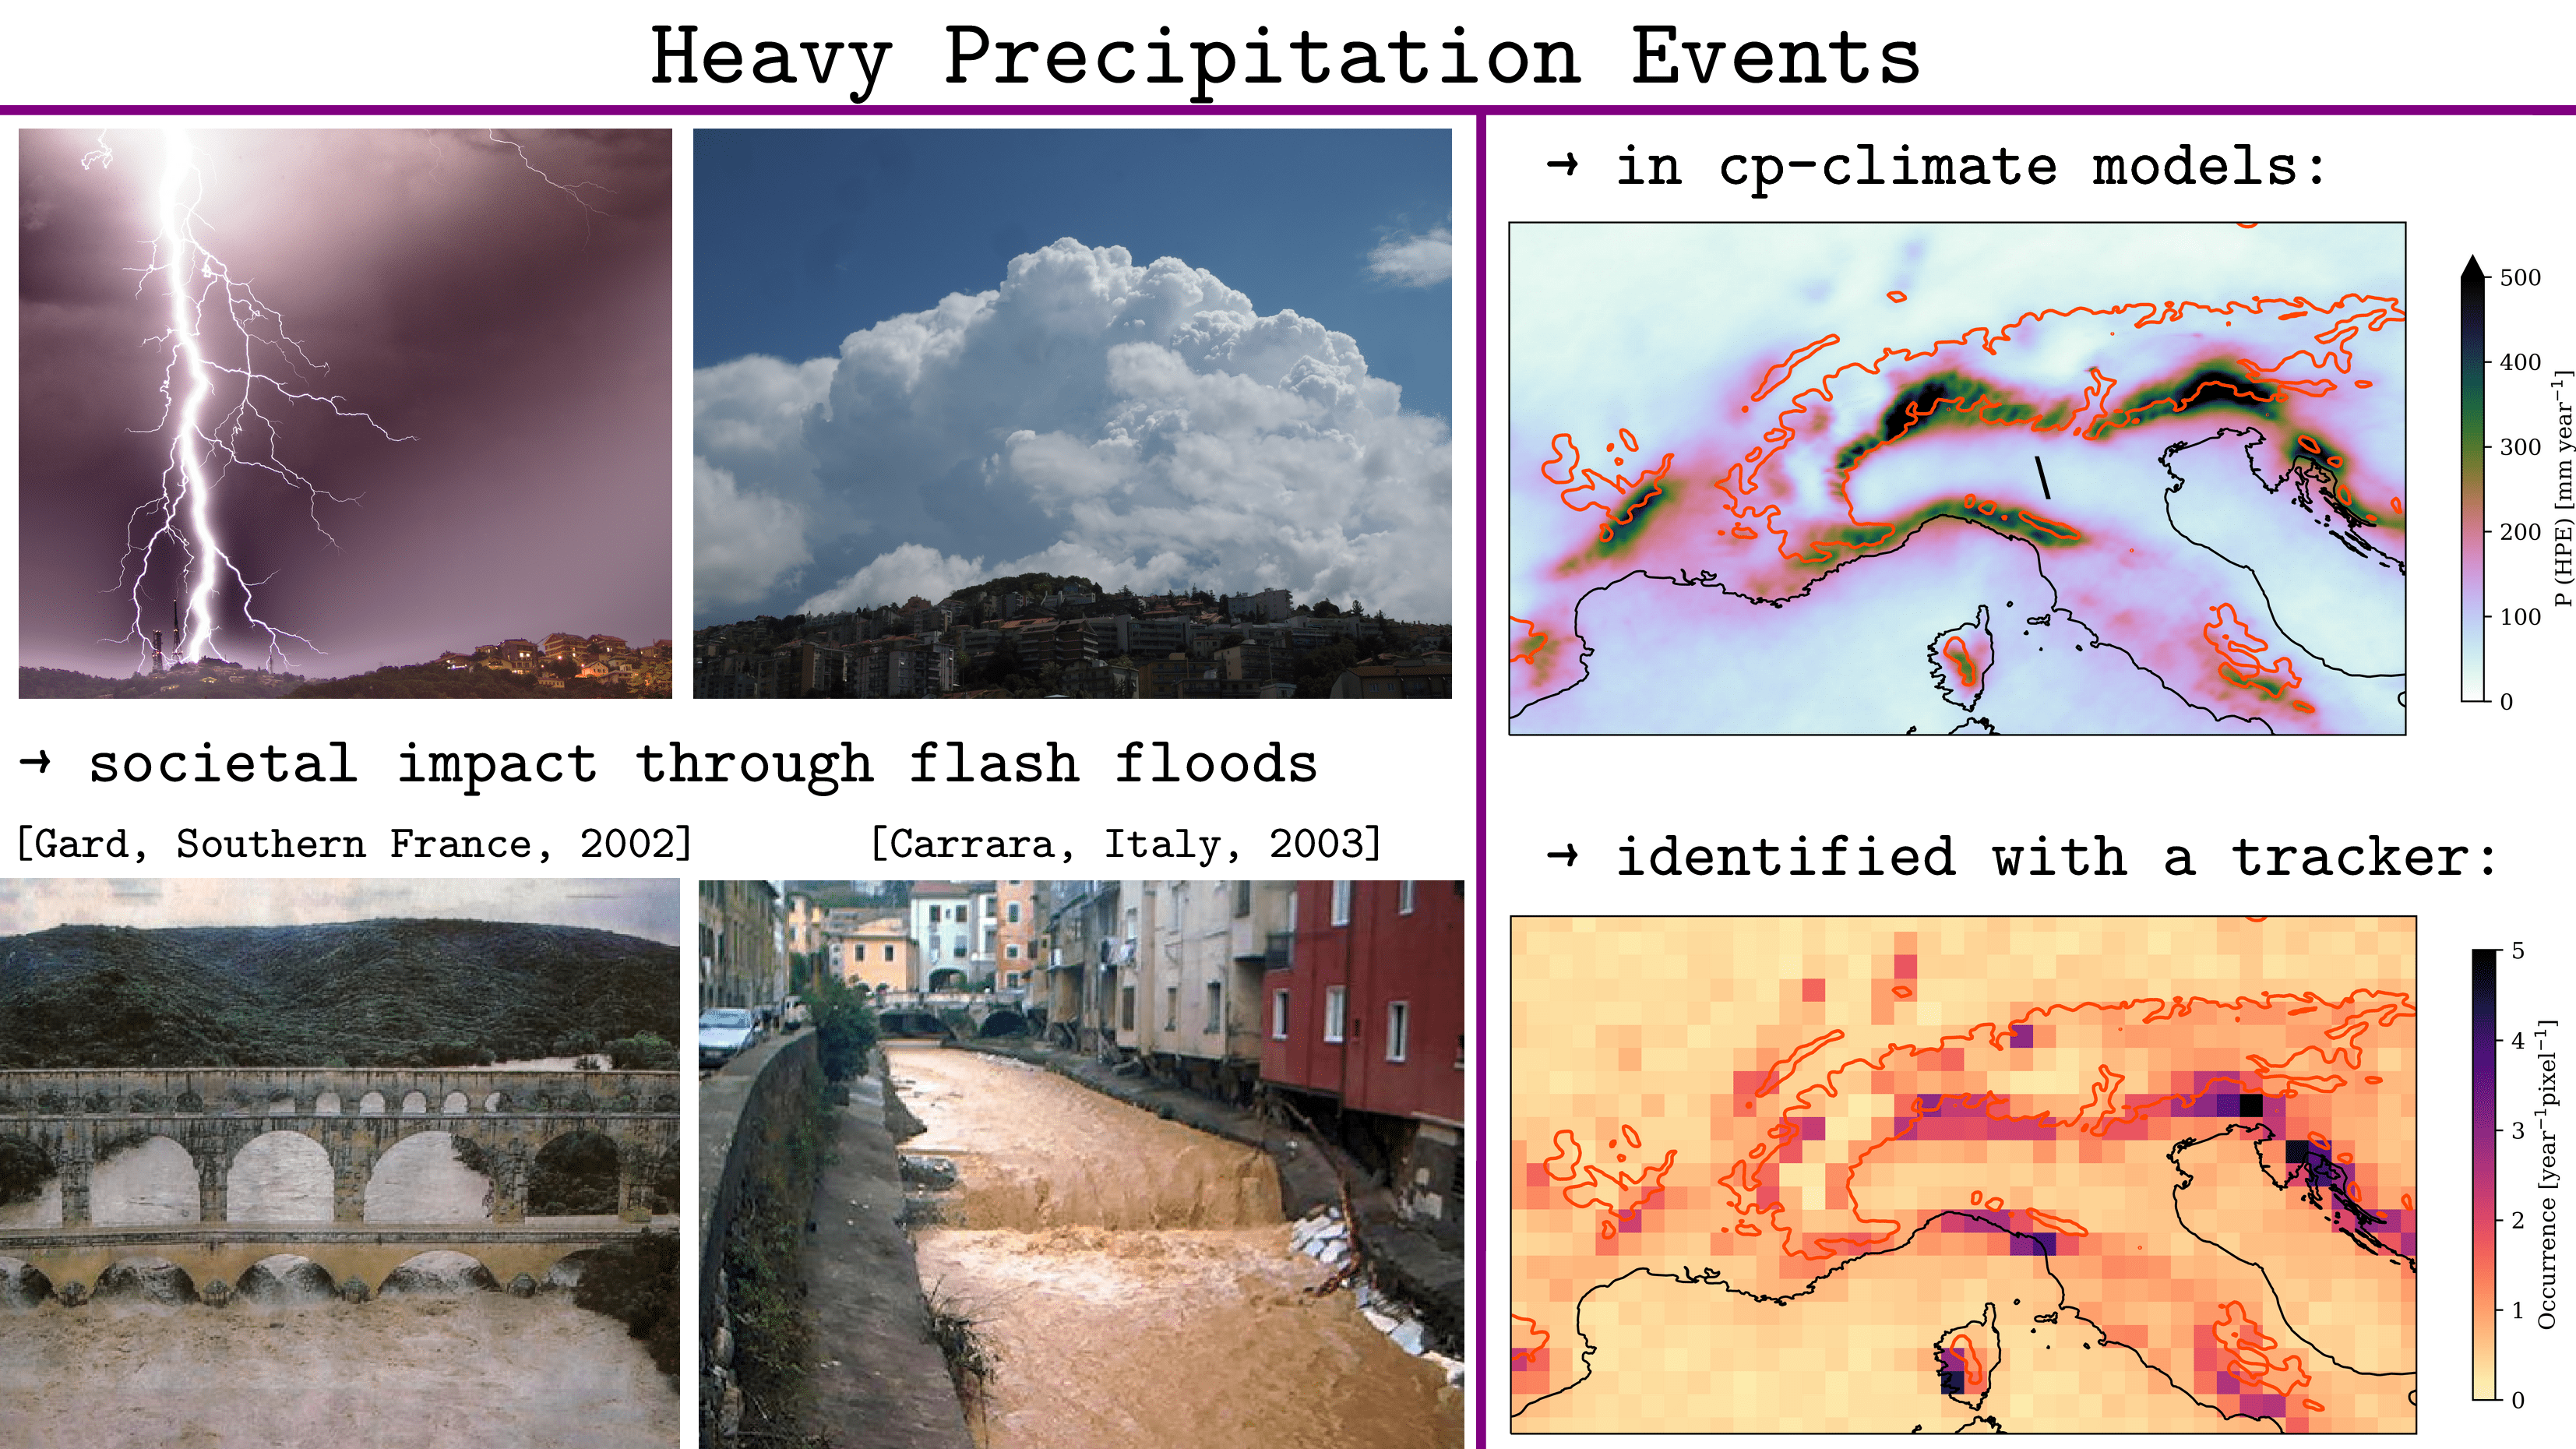 Heavy Precipitation Events
→ societal impact through flash floods
[Gard, Southern France, 2002]
[Carrara, Italy, 2003]
→ in cp-climate models:
500
400
300
200
100
0
P (HPE) [mm year⁻¹]
→ identified with a tracker:
5
4
3
2
1
0
Occurrence [year⁻¹pixel⁻¹]